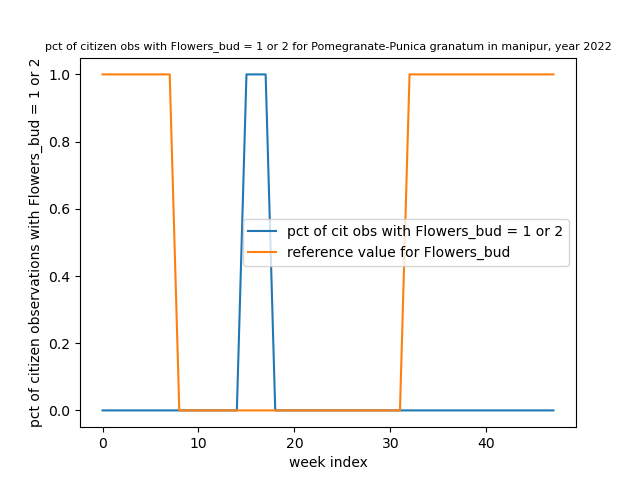 pct of citizen obs with Flowers_bud = 1 or 2 for Pomegranate-Punica granatum in manipur, year 2022
pct of citizen observations with Flowers_bud = 1 or 2
1.0
0.8
0.6
0.4
0.2
0.0
pct of cit obs with Flowers_bud = 1 or 2
reference value for Flowers_bud
0 10 20 30 40
week index